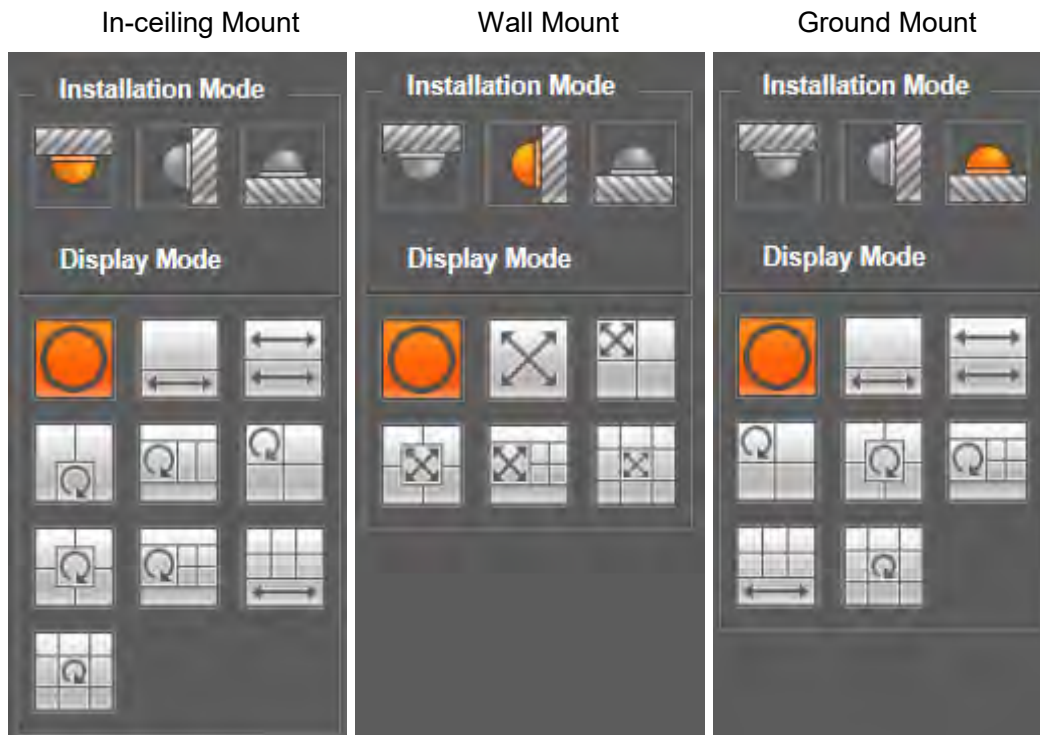 In-ceiling Mount
Wall Mount
Ground Mount
Installation Mode
Installation Mode
Installation Mode
Display Mode
Display Mode
Display Mode